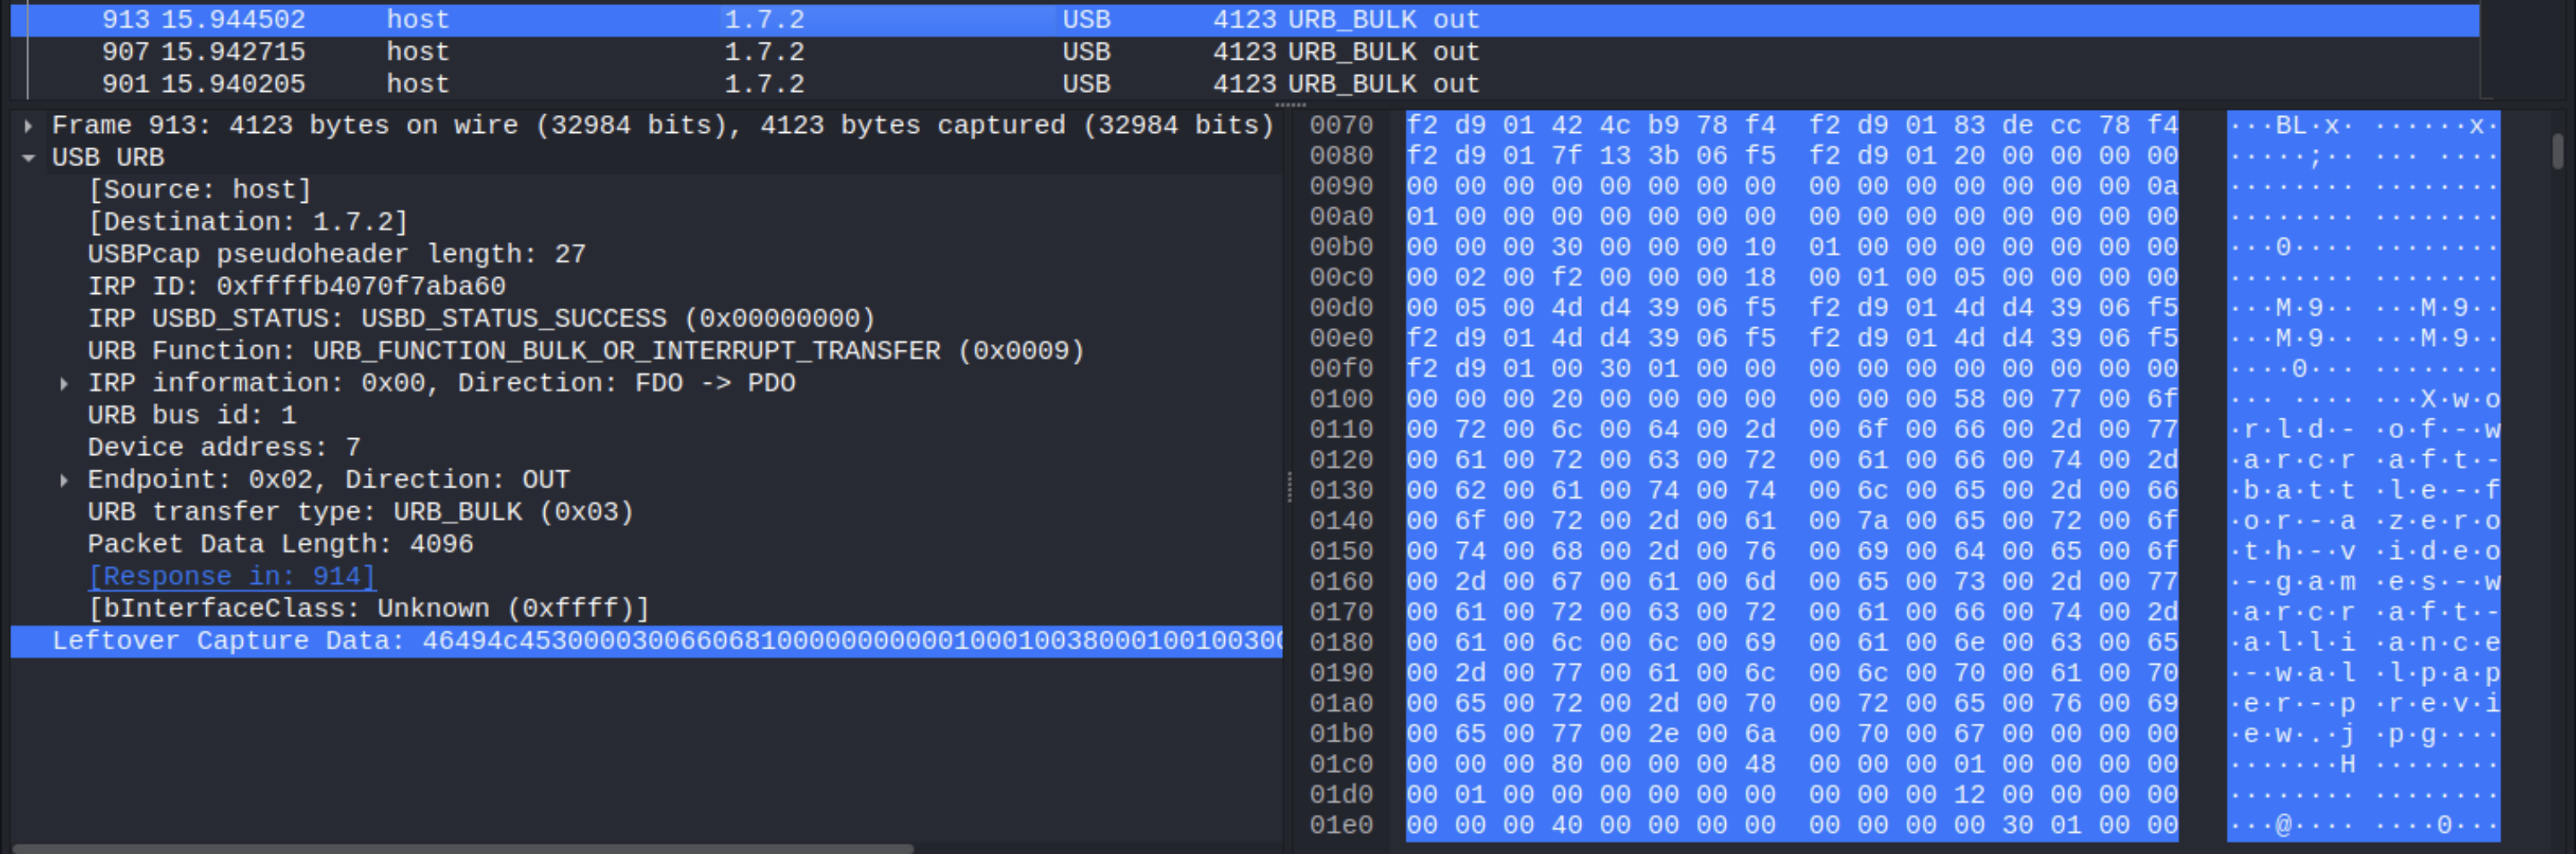 913 15.944502 host 1.7.2 USB 4123 URB_BULK out
907 15.942715 host 1.7.2 USB 4123 URB_BULK out
901 15.940205 host 1.7.2 USB 4123 URB_BULK out
Frame 913: 4123 bytes on wire (32984 bits), 4123 bytes captured (32984 bits)
USB URB
[Source: host]
[Destination: 1.7.2]
USBPcap pseudoheader length: 27
IRP ID: 0xffffb4070f7aba60
IRP USBD_STATUS: USBD_STATUS_SUCCESS (0x00000000)
URB Function: URB_FUNCTION_BULK_OR_INTERRUPT_TRANSFER (0x0009)
IRP information: 0x00, Direction: FDO -> PDO
URB bus id: 1
Device address: 7
Endpoint: 0x02, Direction: OUT
URB transfer type: URB_BULK (0x03)
Packet Data Length: 4096
[Response in: 914]
[bInterfaceClass: Unknown (0xffff)]
Leftover Capture Data: 46494c45300003006606810000000000010001003800010010030
0070 f2 d9 01 42 4c b9 78 f4 f2 d9 01 83 de cc 78 f4 ···BL·x· ······x·
0080 f2 d9 01 7f 13 3b 06 f5 f2 d9 01 20 00 00 00 00 ·····;·· ··· ····
0090 00 00 00 00 00 00 00 00 00 00 00 00 00 00 00 0a ········ ········
00a0 01 00 00 00 00 00 00 00 00 00 00 00 00 00 00 00 ········ ········
00b0 00 00 00 30 00 00 00 10 01 00 00 00 00 00 00 00 ···0···· ········
00c0 00 02 00 f2 00 00 00 18 00 01 00 05 00 00 00 00 ········ ········
00d0 00 05 00 4d d4 39 06 f5 f2 d9 01 4d d4 39 06 f5 ···M·9·· ···M·9··
00e0 f2 d9 01 4d d4 39 06 f5 f2 d9 01 4d d4 39 06 f5 ···M·9·· ···M·9··
00f0 f2 d9 01 00 30 01 00 00 00 00 00 00 00 00 00 00 ····0··· ········
0100 00 00 00 20 00 00 00 00 00 00 00 58 00 77 00 6f ··· ···· ···X·w·o
0110 00 72 00 6c 00 64 00 2d 00 6f 00 66 00 2d 00 77 ·r·l·d·- ·o·f·-·w
0120 00 61 00 72 00 63 00 72 00 61 00 66 00 74 00 2d ·a·r·c·r ·a·f·t·-
0130 00 62 00 61 00 74 00 74 00 6c 00 65 00 2d 00 66 ·b·a·t·t ·l·e·-·f
0140 00 6f 00 72 00 2d 00 61 00 7a 00 65 00 72 00 6f ·o·r·-·a ·z·e·r·o
0150 00 74 00 68 00 2d 00 76 00 69 00 64 00 65 00 6f ·t·h·-·v ·i·d·e·o
0160 00 2d 00 67 00 61 00 6d 00 65 00 73 00 2d 00 77 ·-·g·a·m ·e·s·-·w
0170 00 61 00 72 00 63 00 72 00 61 00 66 00 74 00 2d ·a·r·c·r ·a·f·t·-
0180 00 61 00 6c 00 6c 00 69 00 61 00 6e 00 63 00 65 ·a·l·l·i ·a·n·c·e
0190 00 2d 00 77 00 61 00 6c 00 6c 00 70 00 61 00 70 ·-·w·a·l ·l·p·a·p
01a0 00 65 00 72 00 2d 00 70 00 72 00 65 00 76 00 69 ·e·r·-·p ·r·e·v·i
01b0 00 65 00 77 00 2e 00 6a 00 70 00 67 00 00 00 00 ·e·w·.·j ·p·g····
01c0 00 00 00 80 00 00 00 48 00 00 00 01 00 00 00 00 ·······H ········
01d0 00 01 00 00 00 00 00 00 00 00 00 12 00 00 00 00 ········ ········
01e0 00 00 00 40 00 00 00 00 00 00 00 00 30 01 00 00 ···@···· ····0···